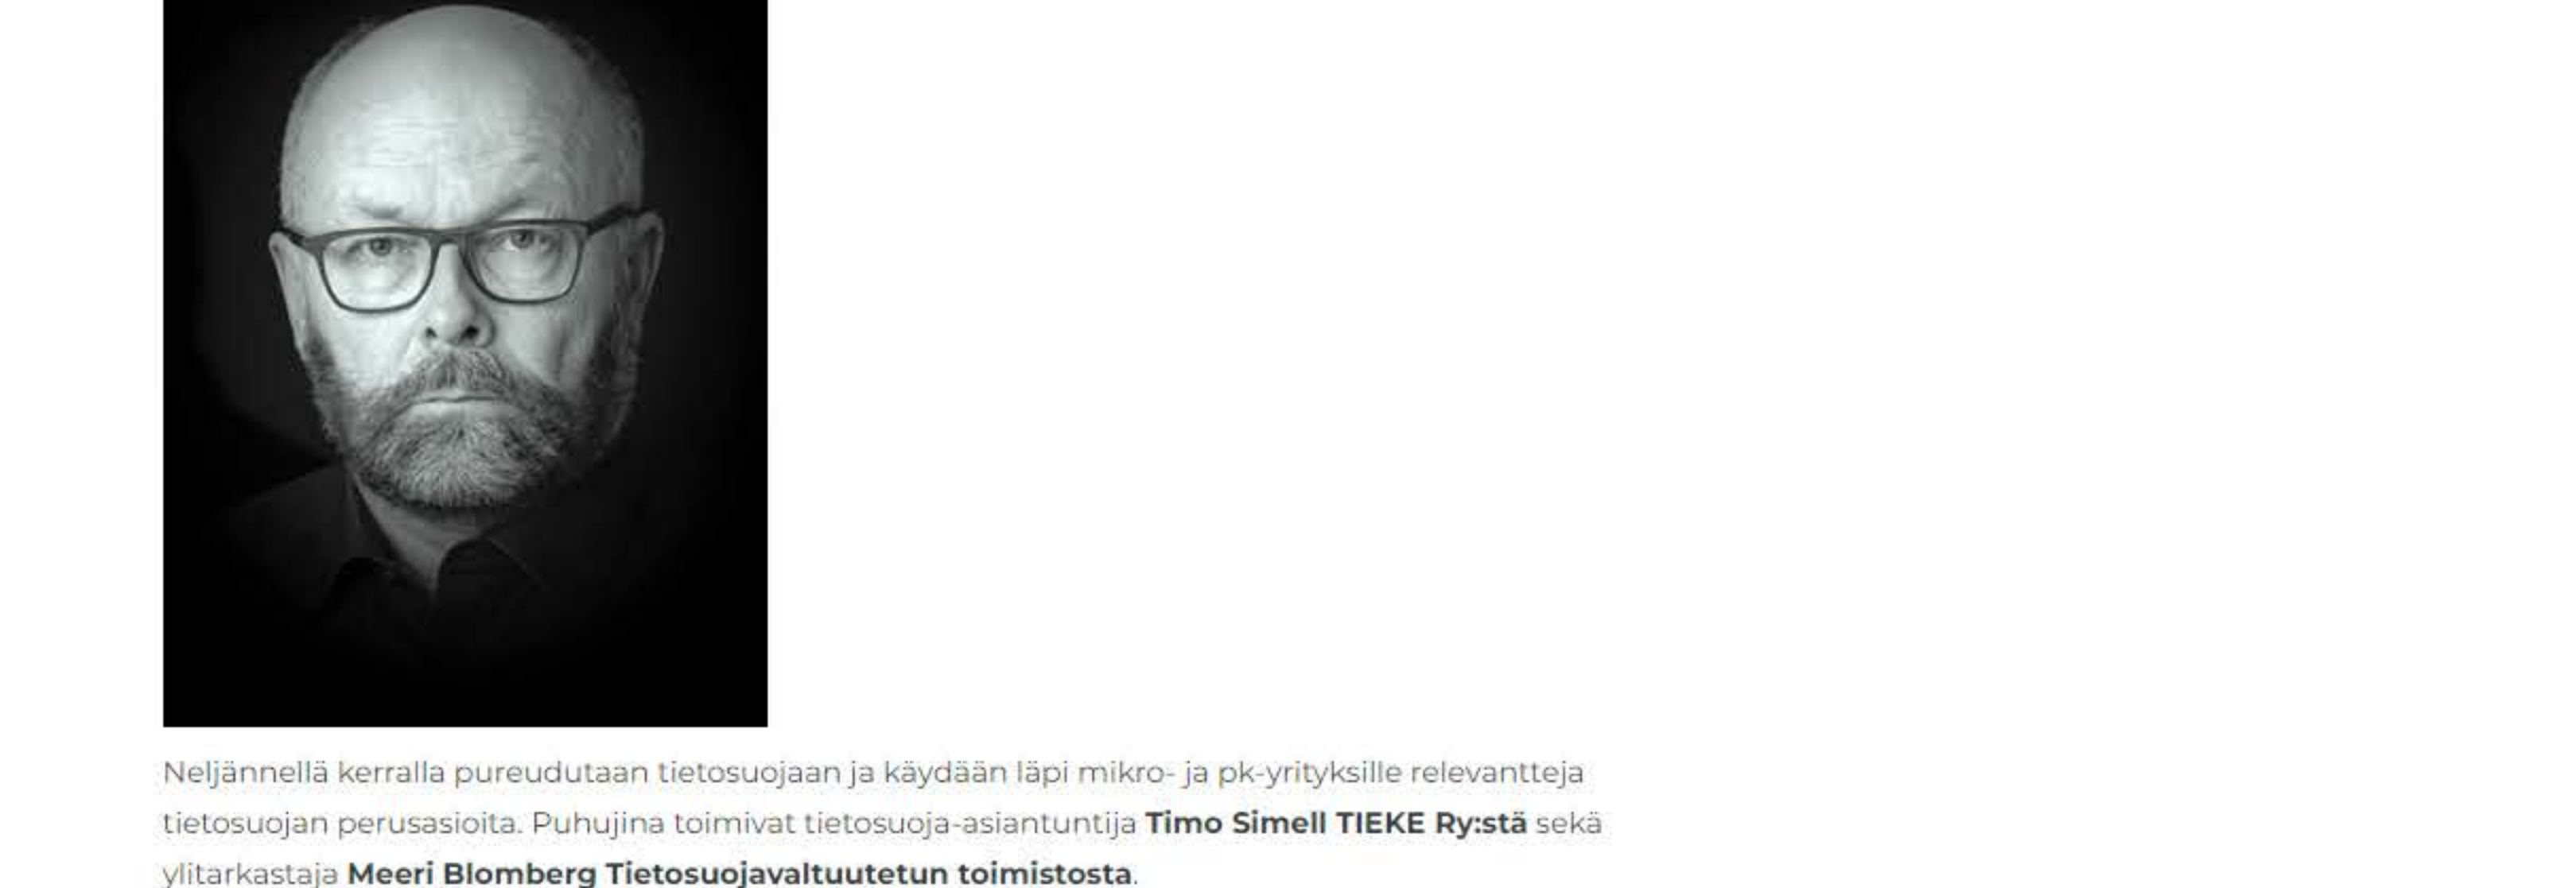 Neljännellä kerralla pureudutaan tietosuojaan ja käydään läpi mikro- ja pk-yrityksille relevantteja
tietosuojan perusasioita. Puhujina toimivat tietosuoja-asiantuntija Timo Simell TIEKE Ry:stä sekä
ylitarkastaja Meeri Blomberg Tietosuojavaltuutetun toimistosta.